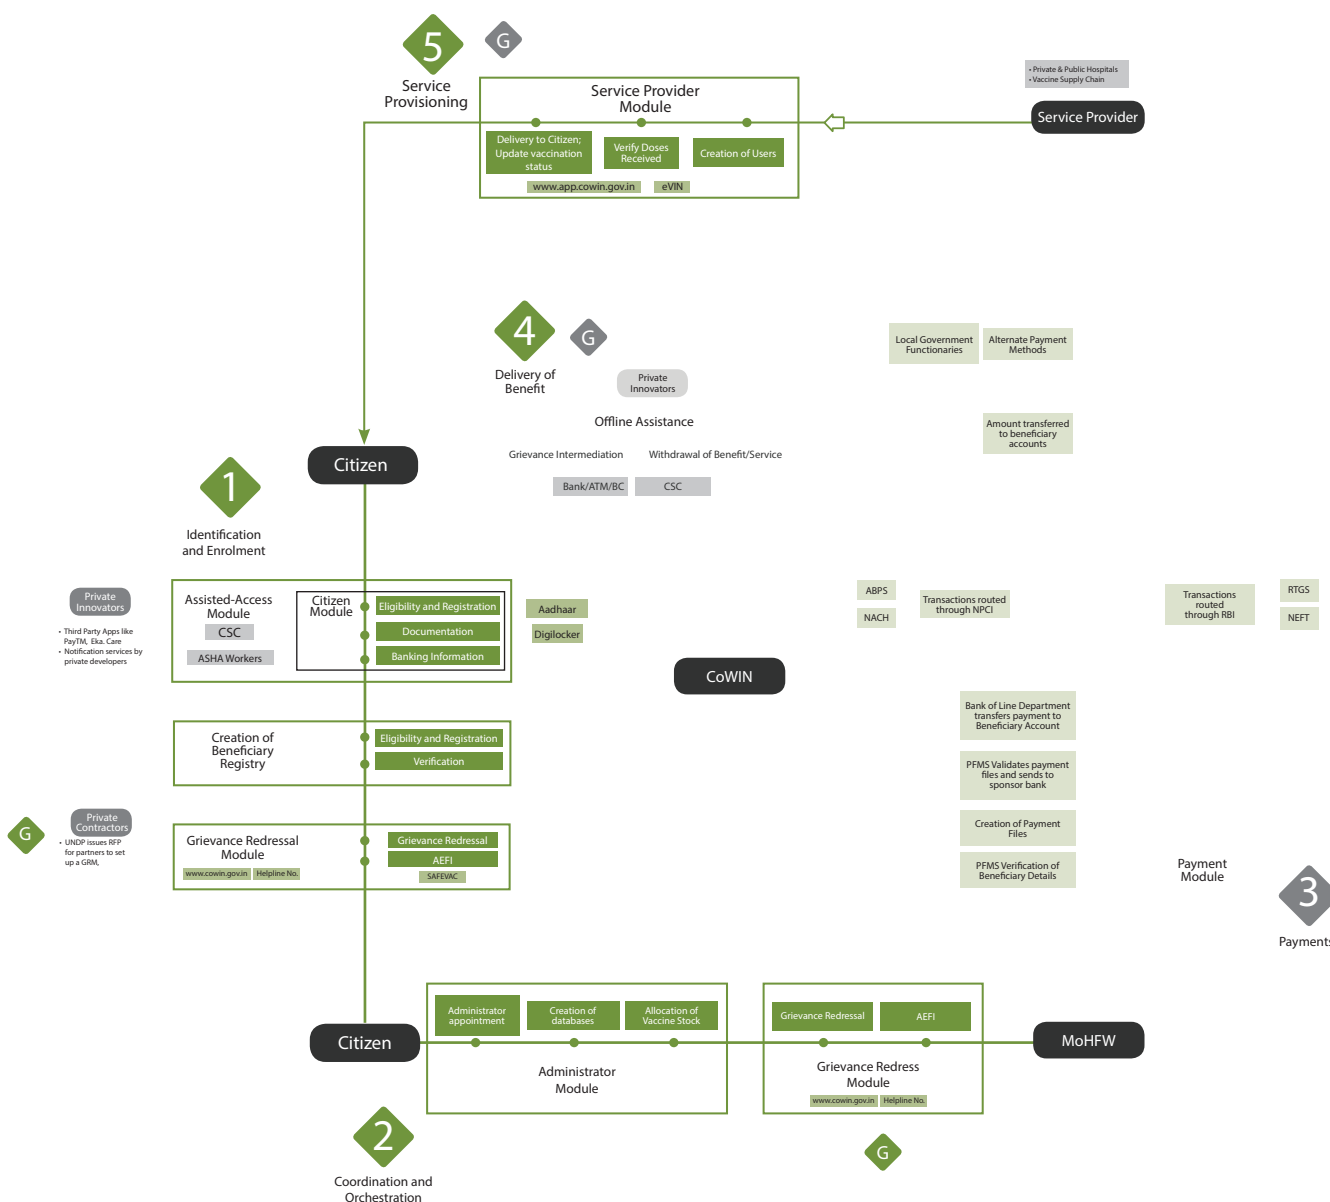 5
G
Service
Provisioning
Service Provider
Module
Delivery to Citizen;
Update vaccination
status
Verify Doses
Received
Creation of Users
www.app.cowin.gov.in
eVIN
• Private & Public Hospitals
• Vaccine Supply Chain
Service Provider
4
G
Delivery of
Benefit
Private
Innovators
Offline Assistance
Grievance Intermediation
Withdrawal of Benefit/Service
Bank/ATM/BC
CSC
Local Government
Functionaries
Alternate Payment
Methods
Amount transferred
to beneficiary
accounts
Citizen
1
Identification
and Enrolment
Private
Innovators
• Third Party Apps like
PayTM, Eka. Care
• Notification services by
private developers
Assisted-Access
Module
CSC
ASHA Workers
Citizen
Module
Eligibility and Registration
Documentation
Banking Information
Aadhaar
Digilocker
ABPS
NACH
Transactions routed
through NPCI
Transactions
routed
through RBI
RTGS
NEFT
CoWIN
Creation of
Beneficiary
Registry
Eligibility and Registration
Verification
Bank of Line Department
transfers payment to
Beneficiary Account
PFMS Validates payment
files and sends to
sponsor bank
Creation of Payment
Files
PFMS Verification of
Beneficiary Details
G
Private
Contractors
• UNDP issues RFP
for partners to set
up a GRM,
Grievance Redressal
Module
www.cowin.gov.in
Helpline No.
Grievance Redressal
AEFI
SAFEVAC
Payment
Module
3
Payments
Citizen
Administrator
appointment
Creation of
databases
Allocation of
Vaccine Stock
Administrator
Module
Grievance Redressal
AEFI
Grievance Redress
Module
www.cowin.gov.in
Helpline No.
MoHFW
2
G
Coordination and
Orchestration